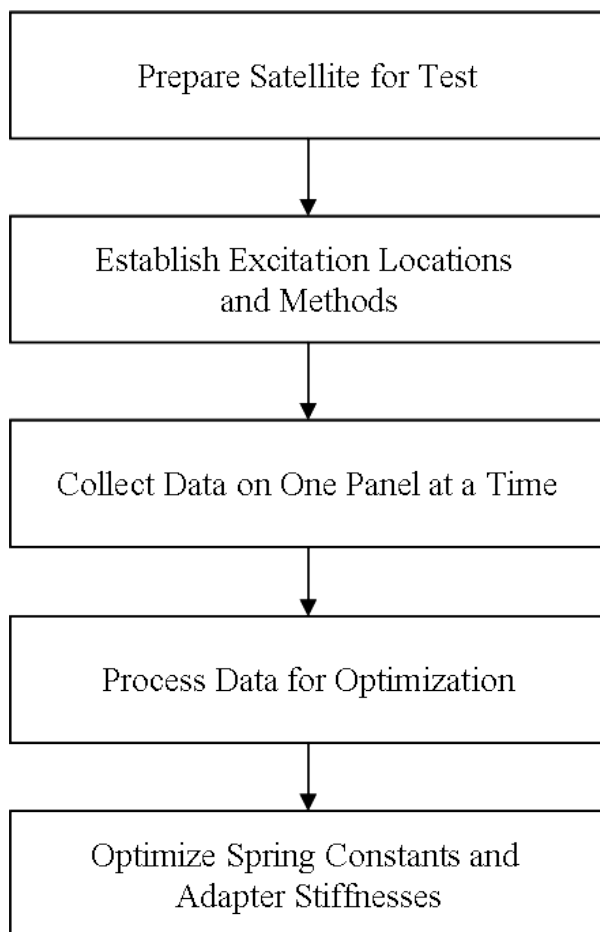 Prepare Satellite for Test
Establish Excitation Locations
and Methods
Collect Data on One Panel at a Time
Process Data for Optimization
Optimize Spring Constants and
Adapter Stiffnesses